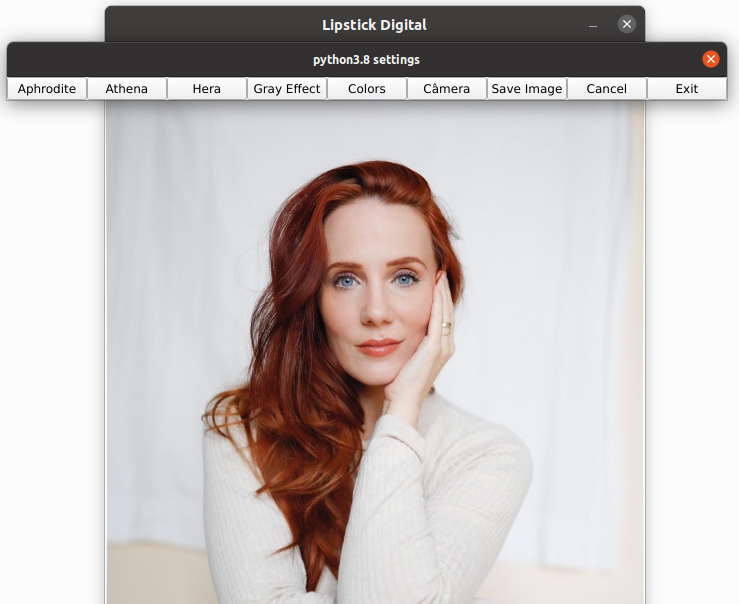 Lipstick Digital
python3.8 settings
Aphrodite Athena Hera Gray Effect Colors Câmera Save Image Cancel Exit